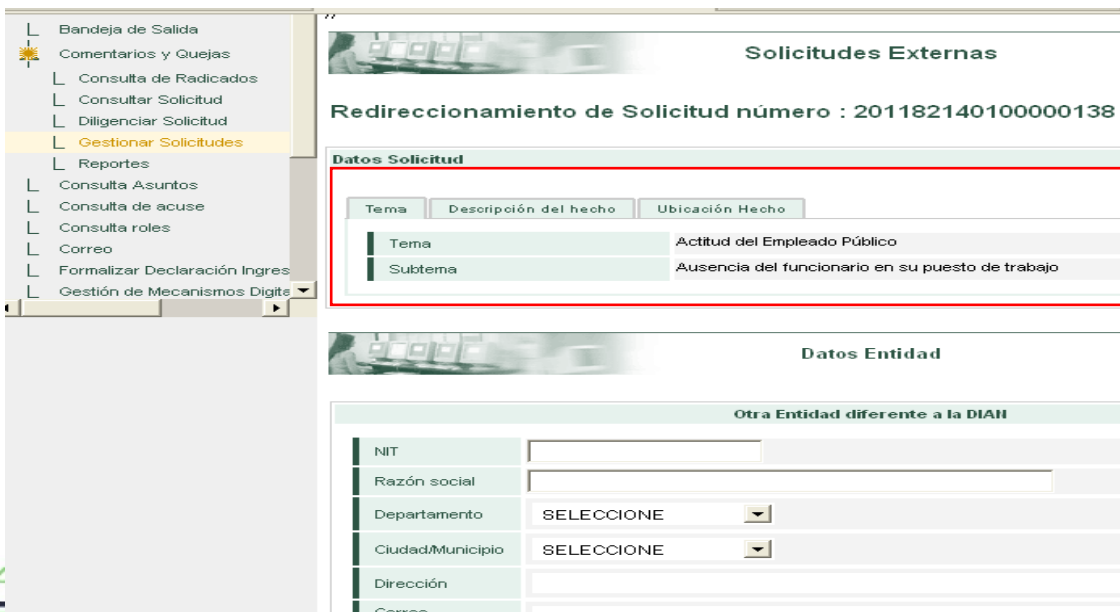 Bandeja de Salida
Comentarios y Quejas
Consulta de Radicados
Consultar Solicitud
Diligenciar Solicitud
Gestionar Solicitudes
Reportes
Consulta Asuntos
Consulta de acuse
Consulta roles
Correo
Formalizar Declaración Ingres
Gestión de Mecanismos Digita
Solicitudes Externas
Redireccionamiento de Solicitud número : 201182140100000138
Datos Solicitud
Tema Descripción del hecho Ubicación Hecho
Tema Actitud del Empleado Público
Subtema Ausencia del funcionario en su puesto de trabajo
Datos Entidad
Otra Entidad diferente a la DIAN
NIT
Razón social
Departamento SELECCIONE
Ciudad/Municipio SELECCIONE
Dirección
Correo